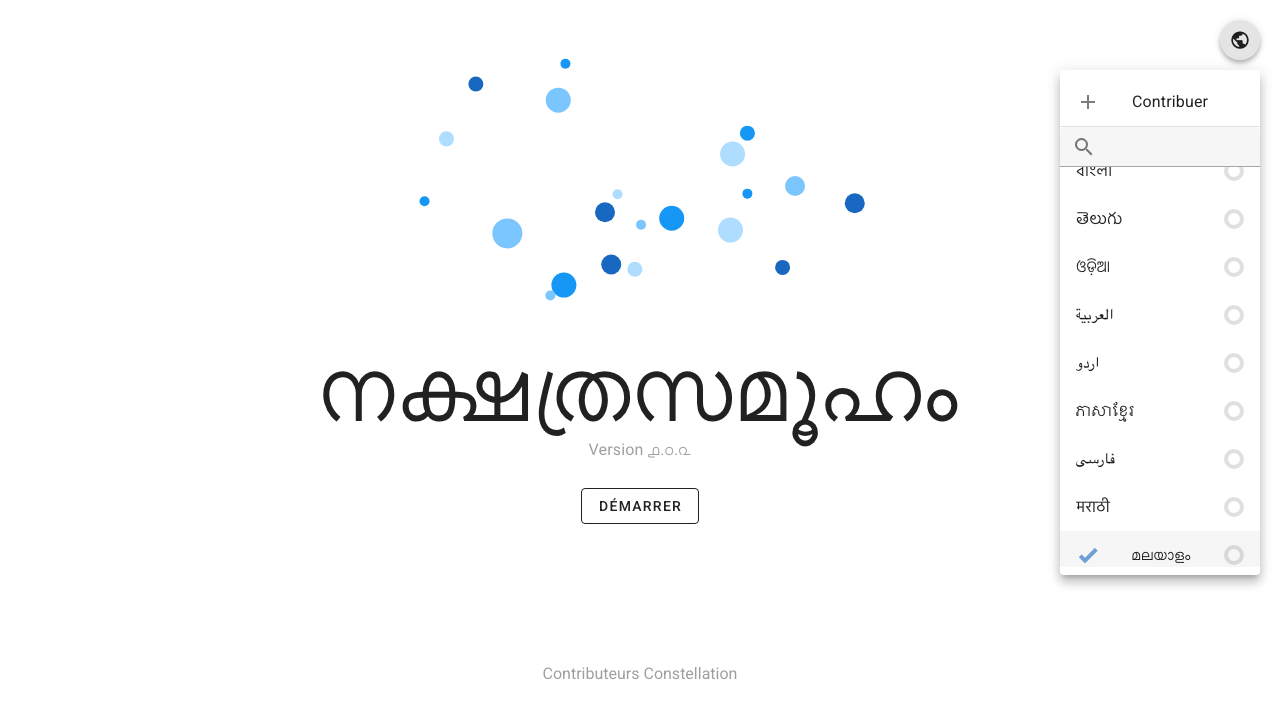 Contribuer
বাংলা
తెలుగు
ଓଡ଼ିଆ
العربية
اردو
ភាសាខ្មែរ
فارسی
मराठी
മലയാളം
നക്ഷത്രസമൂഹം
Version ൧.൦.൨
DÉMARRER
Contributeurs Constellation